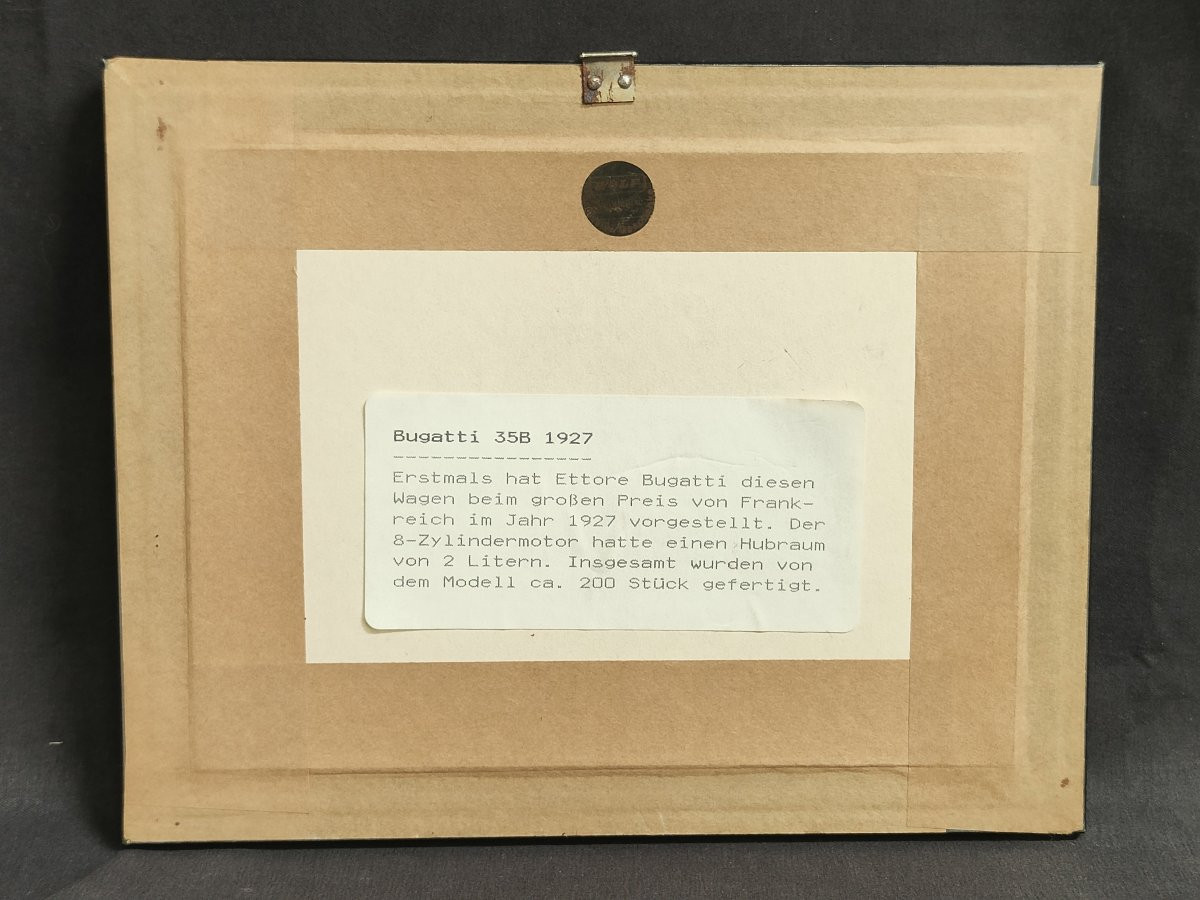 Bugatti 35B 1927
----------------
Erstmals hat Ettore Bugatti diesen
Wagen beim großen Preis von Frank-
reich im Jahr 1927 vorgestellt. Der
8-Zylindermotor hatte einen Hubraum
von 2 Litern. Insgesamt wurden von
dem Modell ca. 200 Stück gefertigt.